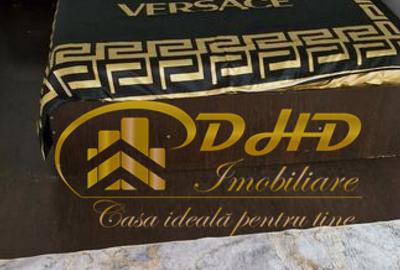 VERSACE
DHD
Imobiliare
Casa ideală pentru tine